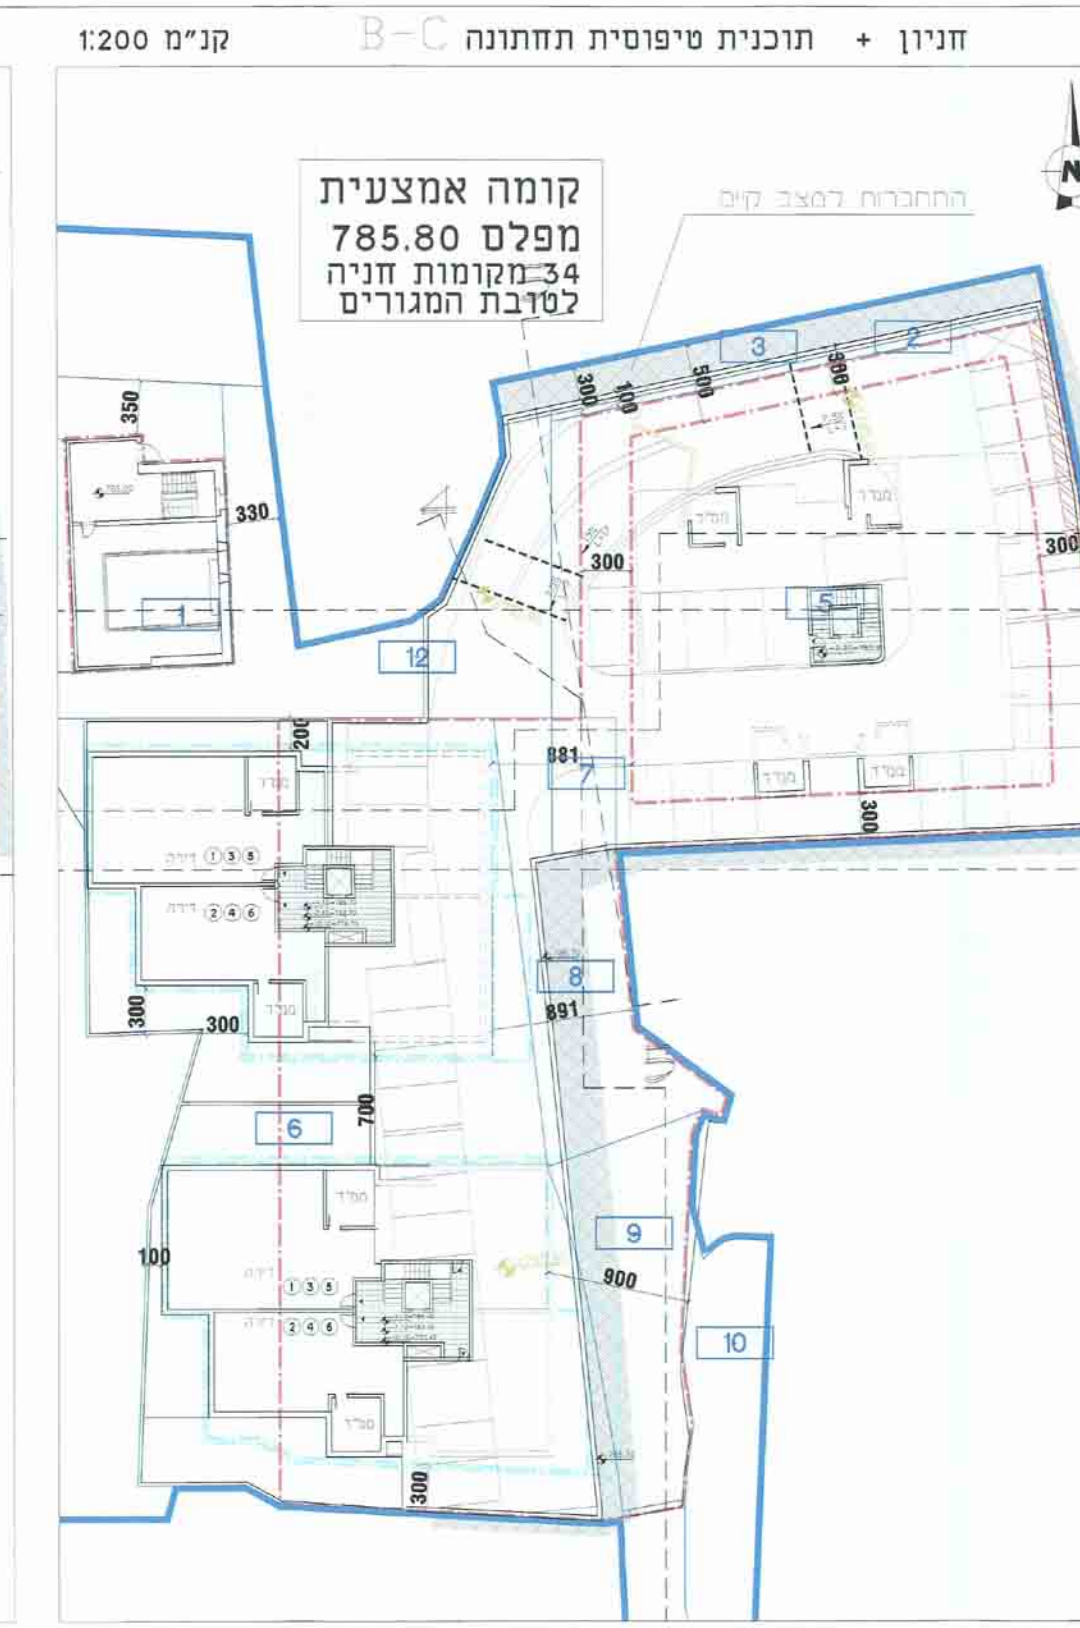 חניון + תוכנית טיפוסית תחתונה B-C קנ"מ 1:200
קומה אמצעית
מפלס 785.80
34 מקומות חניה
לטובת המגורים
התחברות למצב קיים
N
3
2
350
300
100
500
300
330
ממ"ד
ממ"ד
300
300
1
5
12
200
881
7
ממ"ד
ממ"ד
ממ"ד
300
דירה 1 3 5
דירה 2 4 6
8
891
ממ"ד
300
300
700
6
ממ"ד
9
100
900
דירה 1 3 5
דירה 2 4 6
10
ממ"ד
300